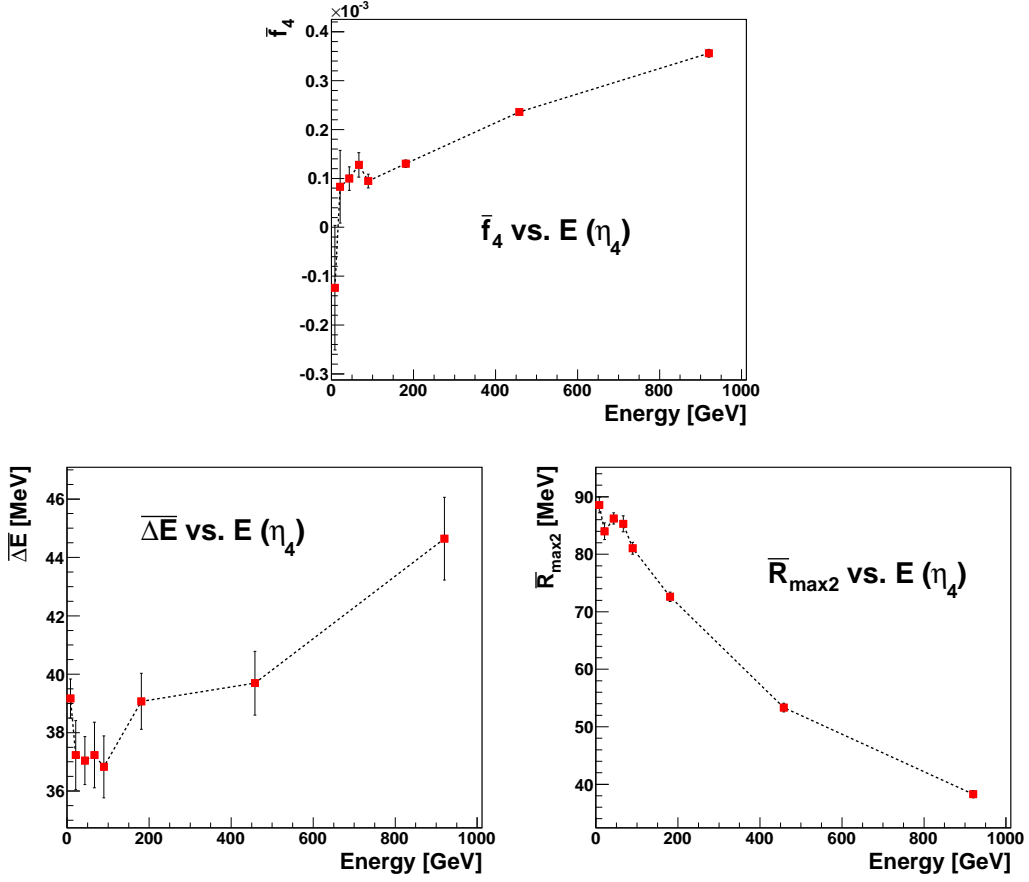 ×10⁻³
f̄₄
0.4
0.3
0.2
0.1
0
-0.1
-0.2
-0.3
f̄₄ vs. E (η₄)
0 200 400 600 800 1000
Energy [GeV]
Δ̅E̅ [MeV]
46
44
42
40
38
36
Δ̅E̅ vs. E (η₄)
0 200 400 600 800 1000
Energy [GeV]
R̄max2 [MeV]
90
80
70
60
50
40
R̄max2 vs. E (η₄)
0 200 400 600 800 1000
Energy [GeV]